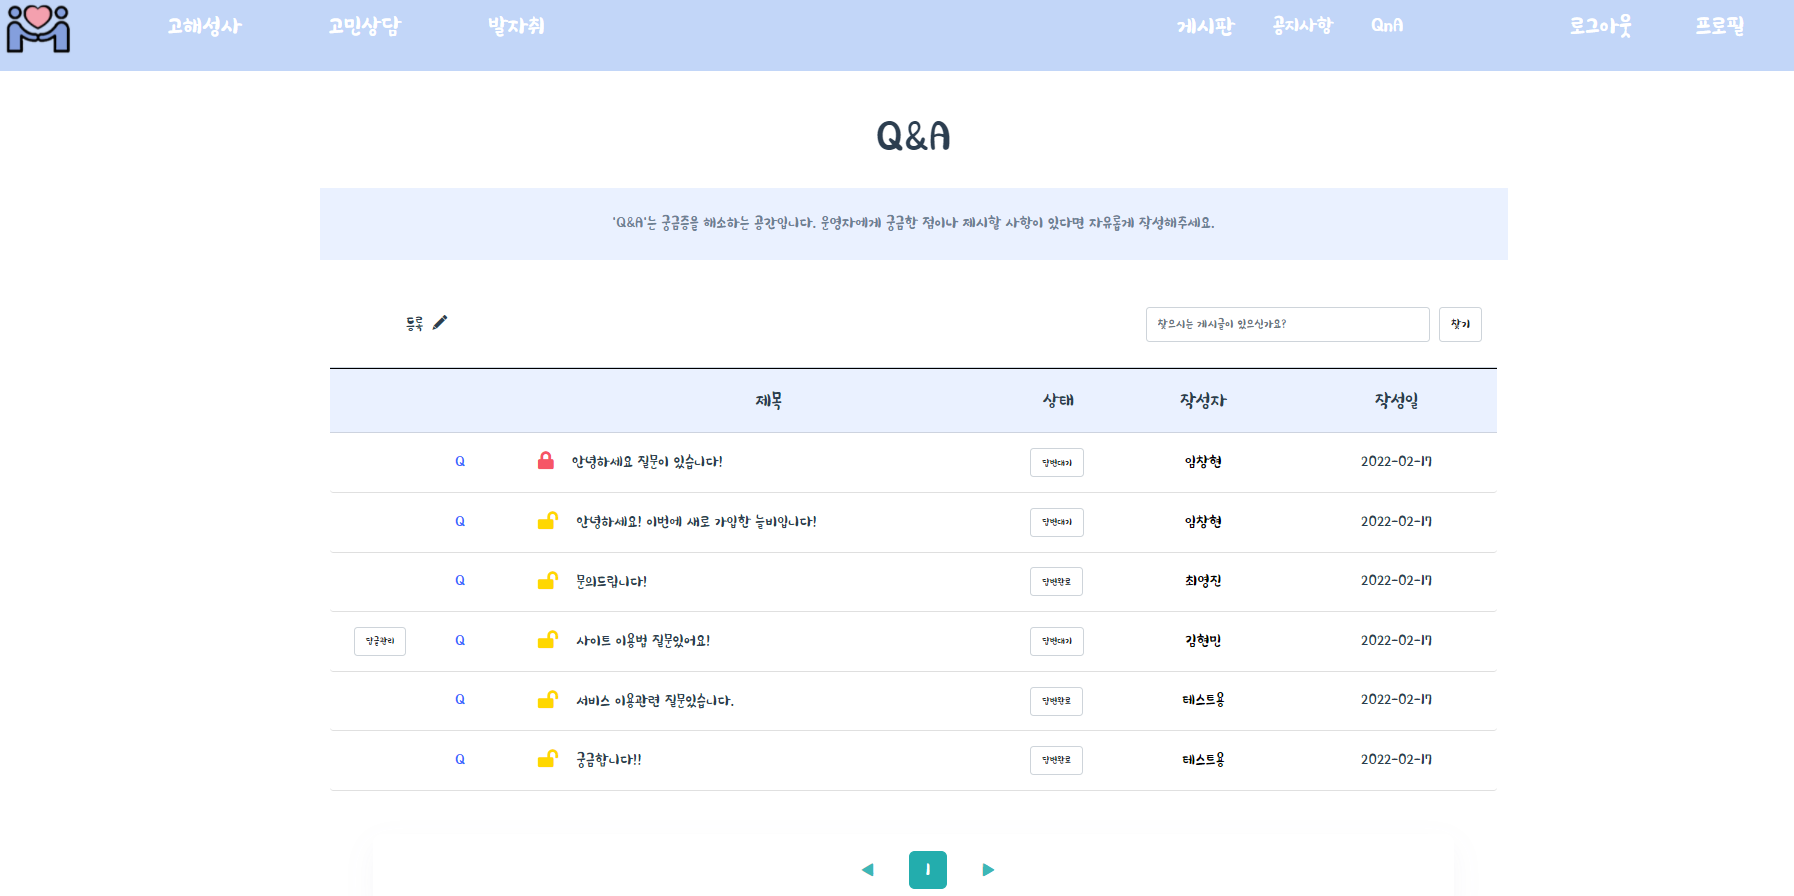 고해성사 고민상담 발자취 게시판 공지사항 QnA 로그아웃 프로필
Q&A
'Q&A'는 궁금증을 해소하는 공간입니다. 운영자에게 궁금한 점이나 제시할 사항이 있다면 자유롭게 작성해주세요.
등록 찾으시는 게시글이 있으신가요? 찾기
제목 상태 작성자 작성일
Q 안녕하세요 질문이 있습니다! 답변대기 임창현 2022-02-17
Q 안녕하세요! 이번에 새로 가입한 늘비입니다! 답변대기 임창현 2022-02-17
Q 문의드립니다! 답변완료 최영진 2022-02-17
답글관리 Q 사이트 이용법 질문있어요! 답변대기 김현민 2022-02-17
Q 서비스 이용관련 질문있습니다. 답변완료 테스트용 2022-02-17
Q 궁금합니다!! 답변완료 테스트용 2022-02-17
1